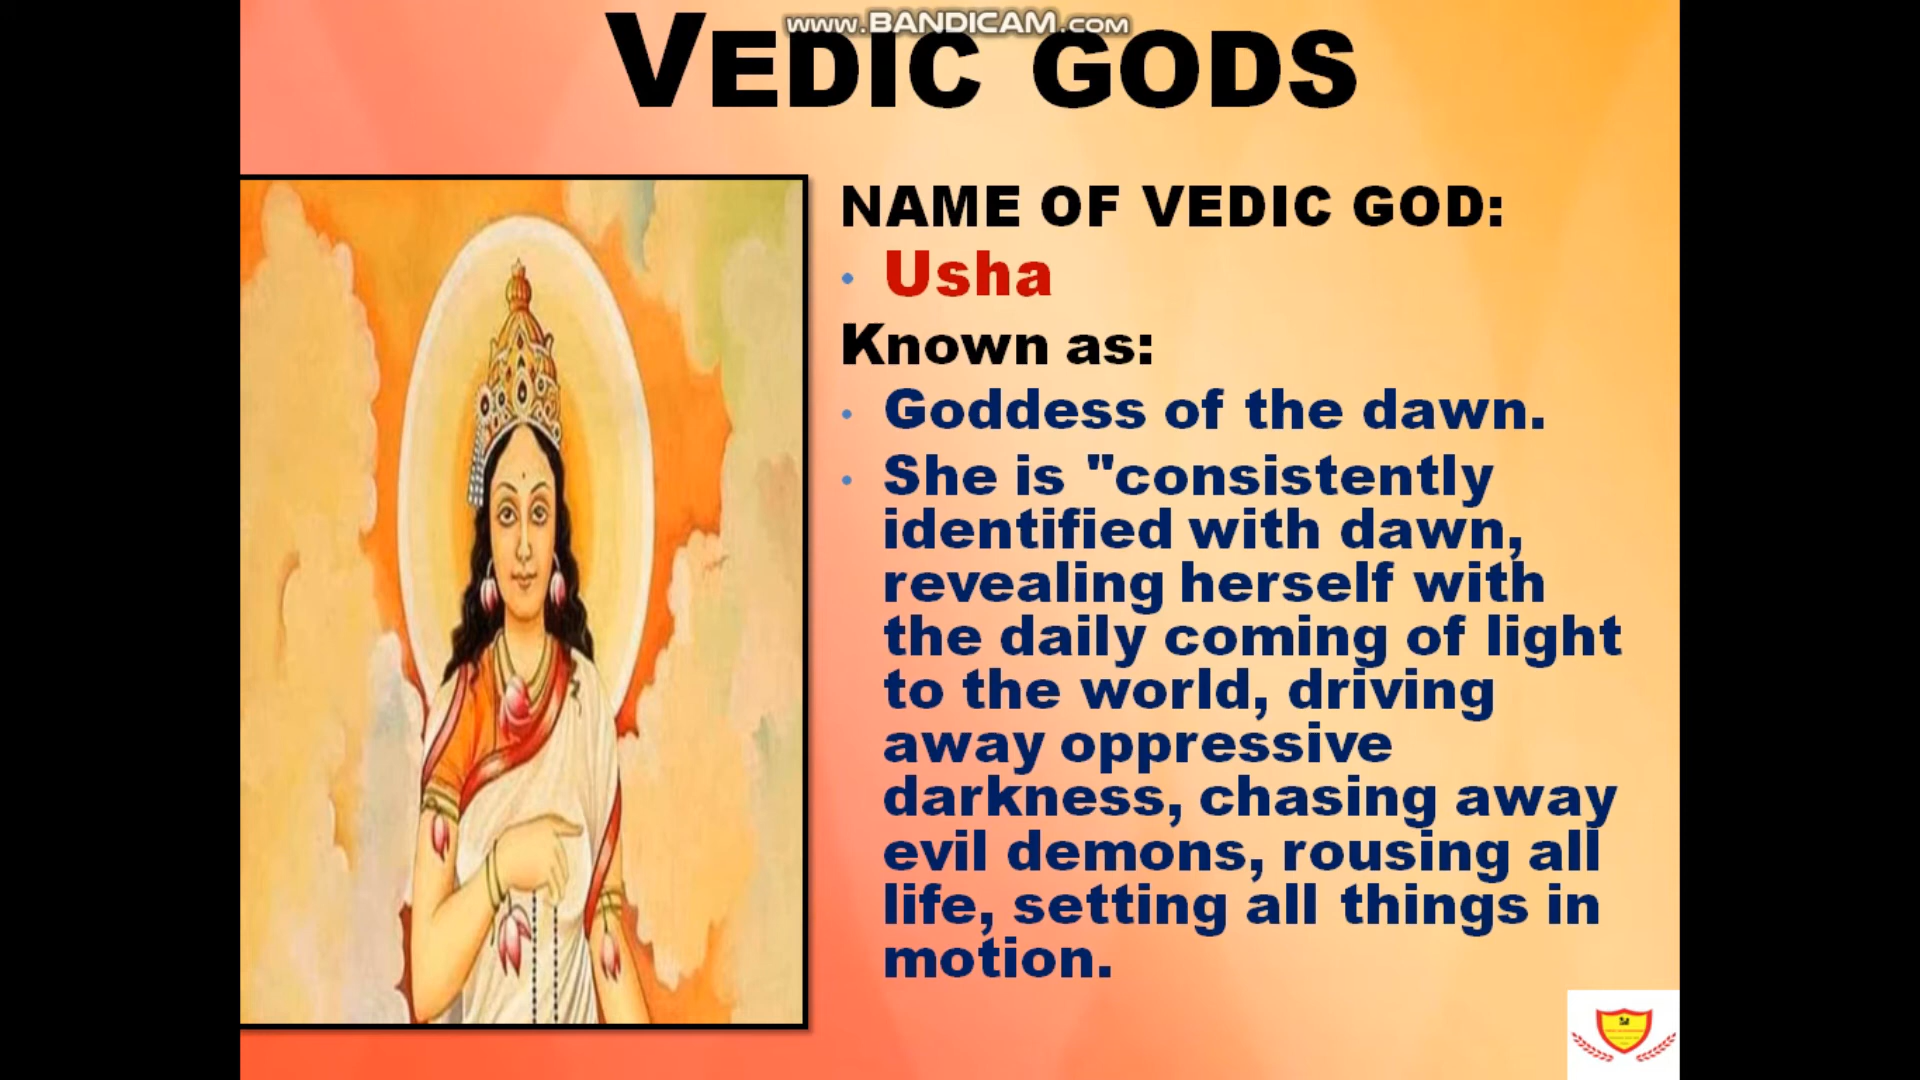 www.BANDICAM.com
VEDIC GODS
NAME OF VEDIC GOD:
• Usha
Known as:
• Goddess of the dawn.
• She is "consistently
identified with dawn,
revealing herself with
the daily coming of light
to the world, driving
away oppressive
darkness, chasing away
evil demons, rousing all
life, setting all things in
motion.